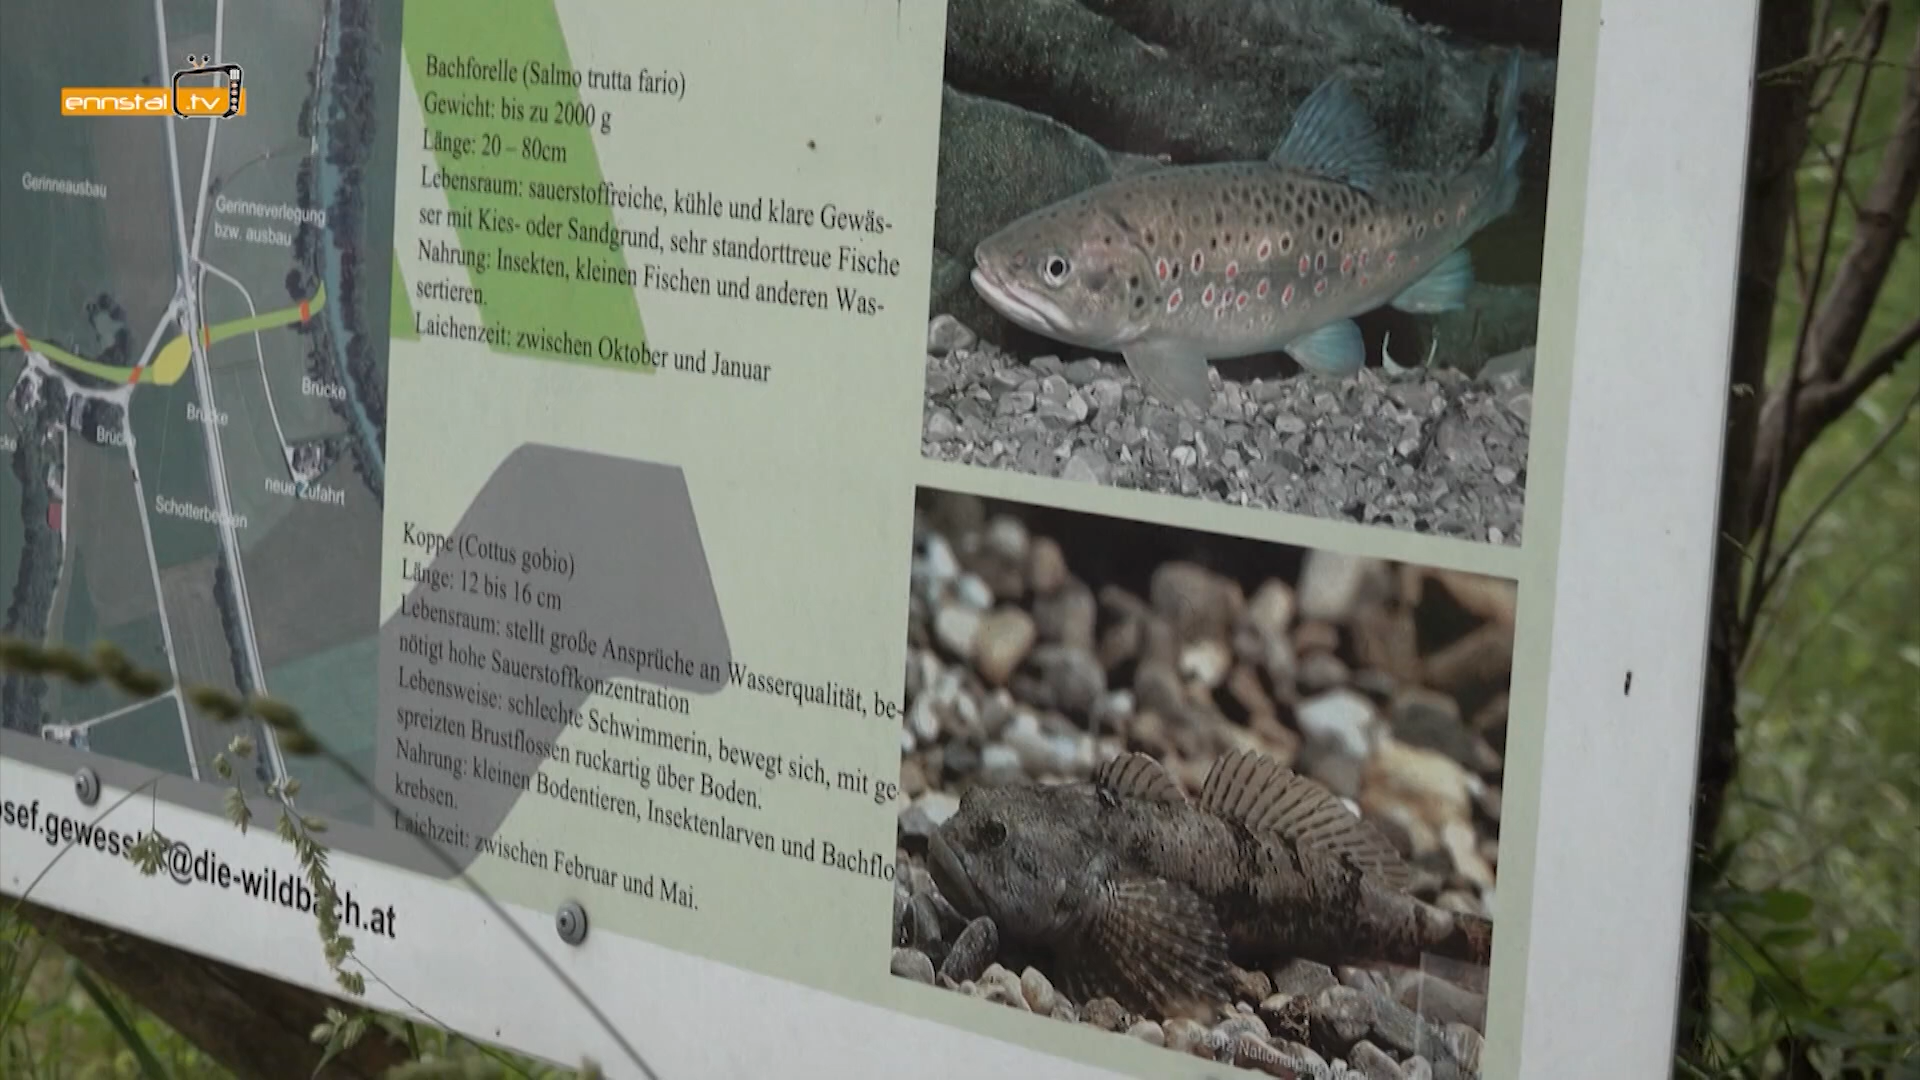 ennstal .tv
Gerinneausbau
Gerinneverlegung
bzw. ausbau
Brücke
Brücke
Brücke
neue Zufahrt
Schotterbecken
Bachforelle (Salmo trutta fario)
Gewicht: bis zu 2000 g
Länge: 20 – 80cm
Lebensraum: sauerstoffreiche, kühle und klare Gewäs-
ser mit Kies- oder Sandgrund, sehr standorttreue Fische
Nahrung: Insekten, kleinen Fischen und anderen Was-
sertieren.
Laichenzeit: zwischen Oktober und Januar
Koppe (Cottus gobio)
Länge: 12 bis 16 cm
Lebensraum: stellt große Ansprüche an Wasserqualität, be-
nötigt hohe Sauerstoffkonzentration
Lebensweise: schlechte Schwimmerin, bewegt sich, mit ge-
spreizten Brustflossen ruckartig über Boden.
Nahrung: kleinen Bodentieren, Insektenlarven und Bachflo
krebsen.
Laichzeit: zwischen Februar und Mai.
@die-wildbach.at
© 2012